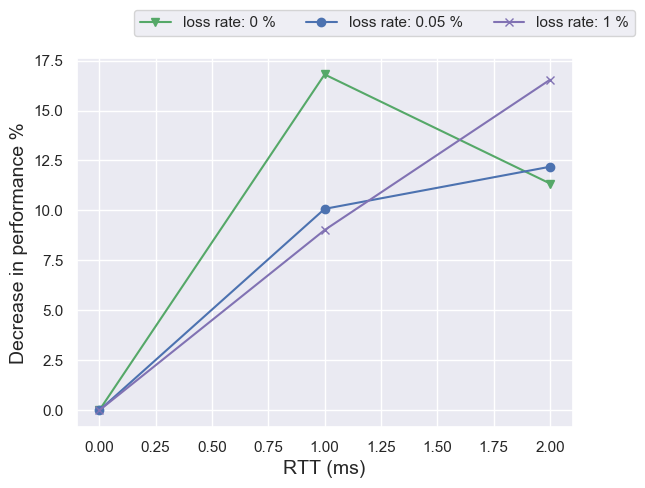 loss rate: 0 % loss rate: 0.05 % loss rate: 1 %
17.5
15.0
12.5
10.0
7.5
5.0
2.5
0.0
Decrease in performance %
0.00 0.25 0.50 0.75 1.00 1.25 1.50 1.75 2.00
RTT (ms)